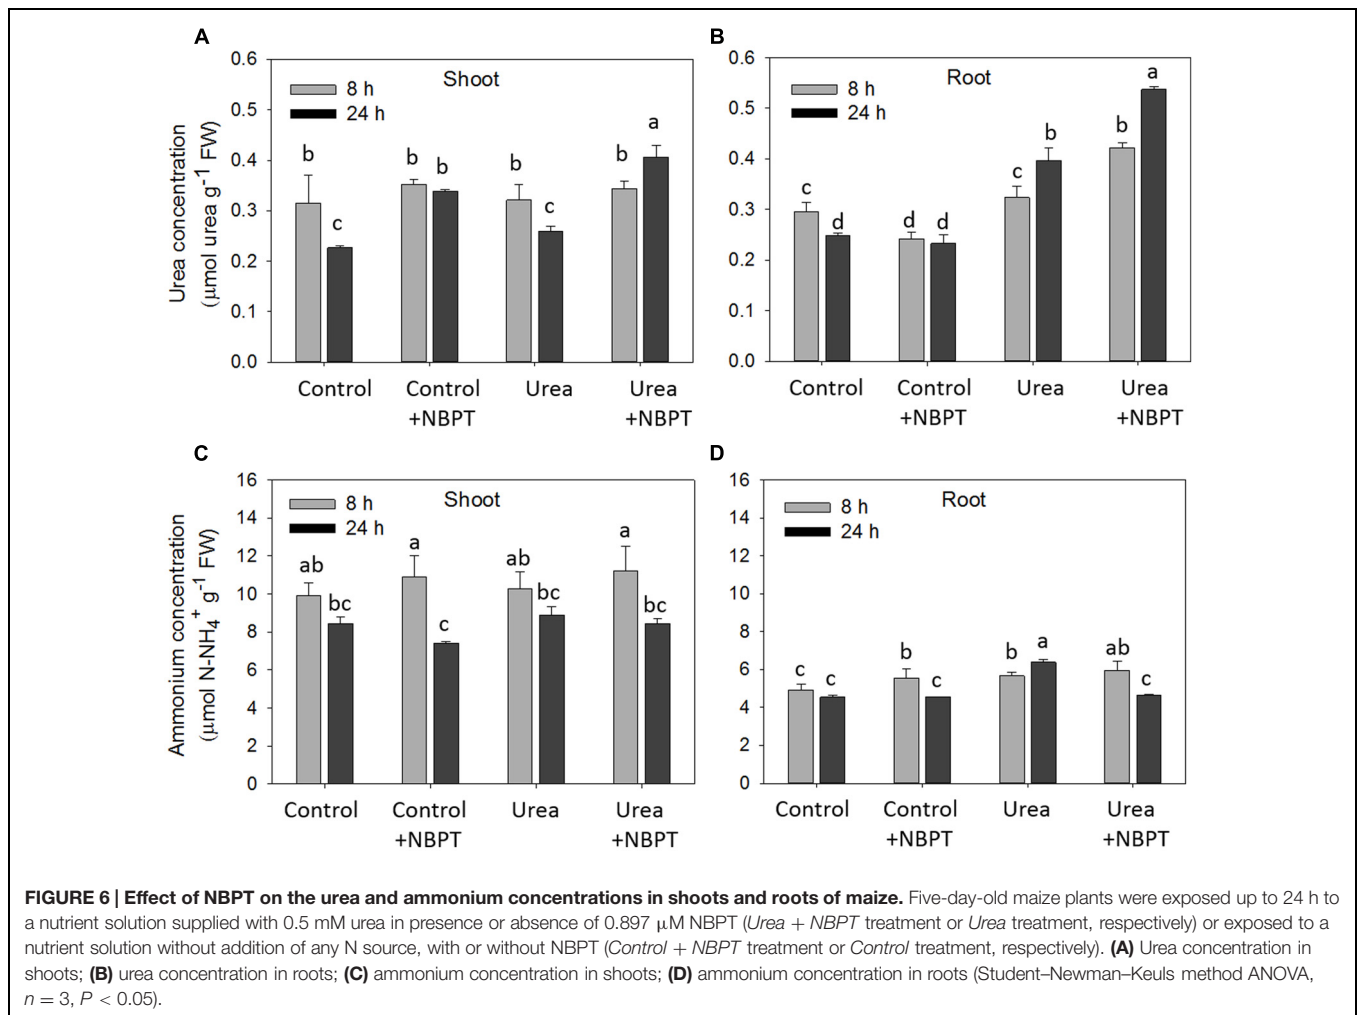 A
Shoot
8 h
24 h
Urea concentration
(μmol urea g-1 FW)
0.6
0.5
0.4
0.3
0.2
0.1
0.0
b c b b b c b a
Control Control +NBPT Urea Urea +NBPT
B
Root
8 h
24 h
0.6
0.5
0.4
0.3
0.2
0.1
0.0
c d d d c b b a
Control Control +NBPT Urea Urea +NBPT
C
Shoot
8 h
24 h
Ammonium concentration
(μmol N-NH4+ g-1 FW)
16
14
12
10
8
6
4
2
0
ab bc a c ab bc a bc
Control Control +NBPT Urea Urea +NBPT
D
Root
8 h
24 h
16
14
12
10
8
6
4
2
0
c c b c b a ab c
Control Control +NBPT Urea Urea +NBPT
FIGURE 6 | Effect of NBPT on the urea and ammonium concentrations in shoots and roots of maize. Five-day-old maize plants were exposed up to 24 h to
a nutrient solution supplied with 0.5 mM urea in presence or absence of 0.897 μM NBPT (Urea + NBPT treatment or Urea treatment, respectively) or exposed to a
nutrient solution without addition of any N source, with or without NBPT (Control + NBPT treatment or Control treatment, respectively). (A) Urea concentration in
shoots; (B) urea concentration in roots; (C) ammonium concentration in shoots; (D) ammonium concentration in roots (Student–Newman–Keuls method ANOVA,
n = 3, P < 0.05).